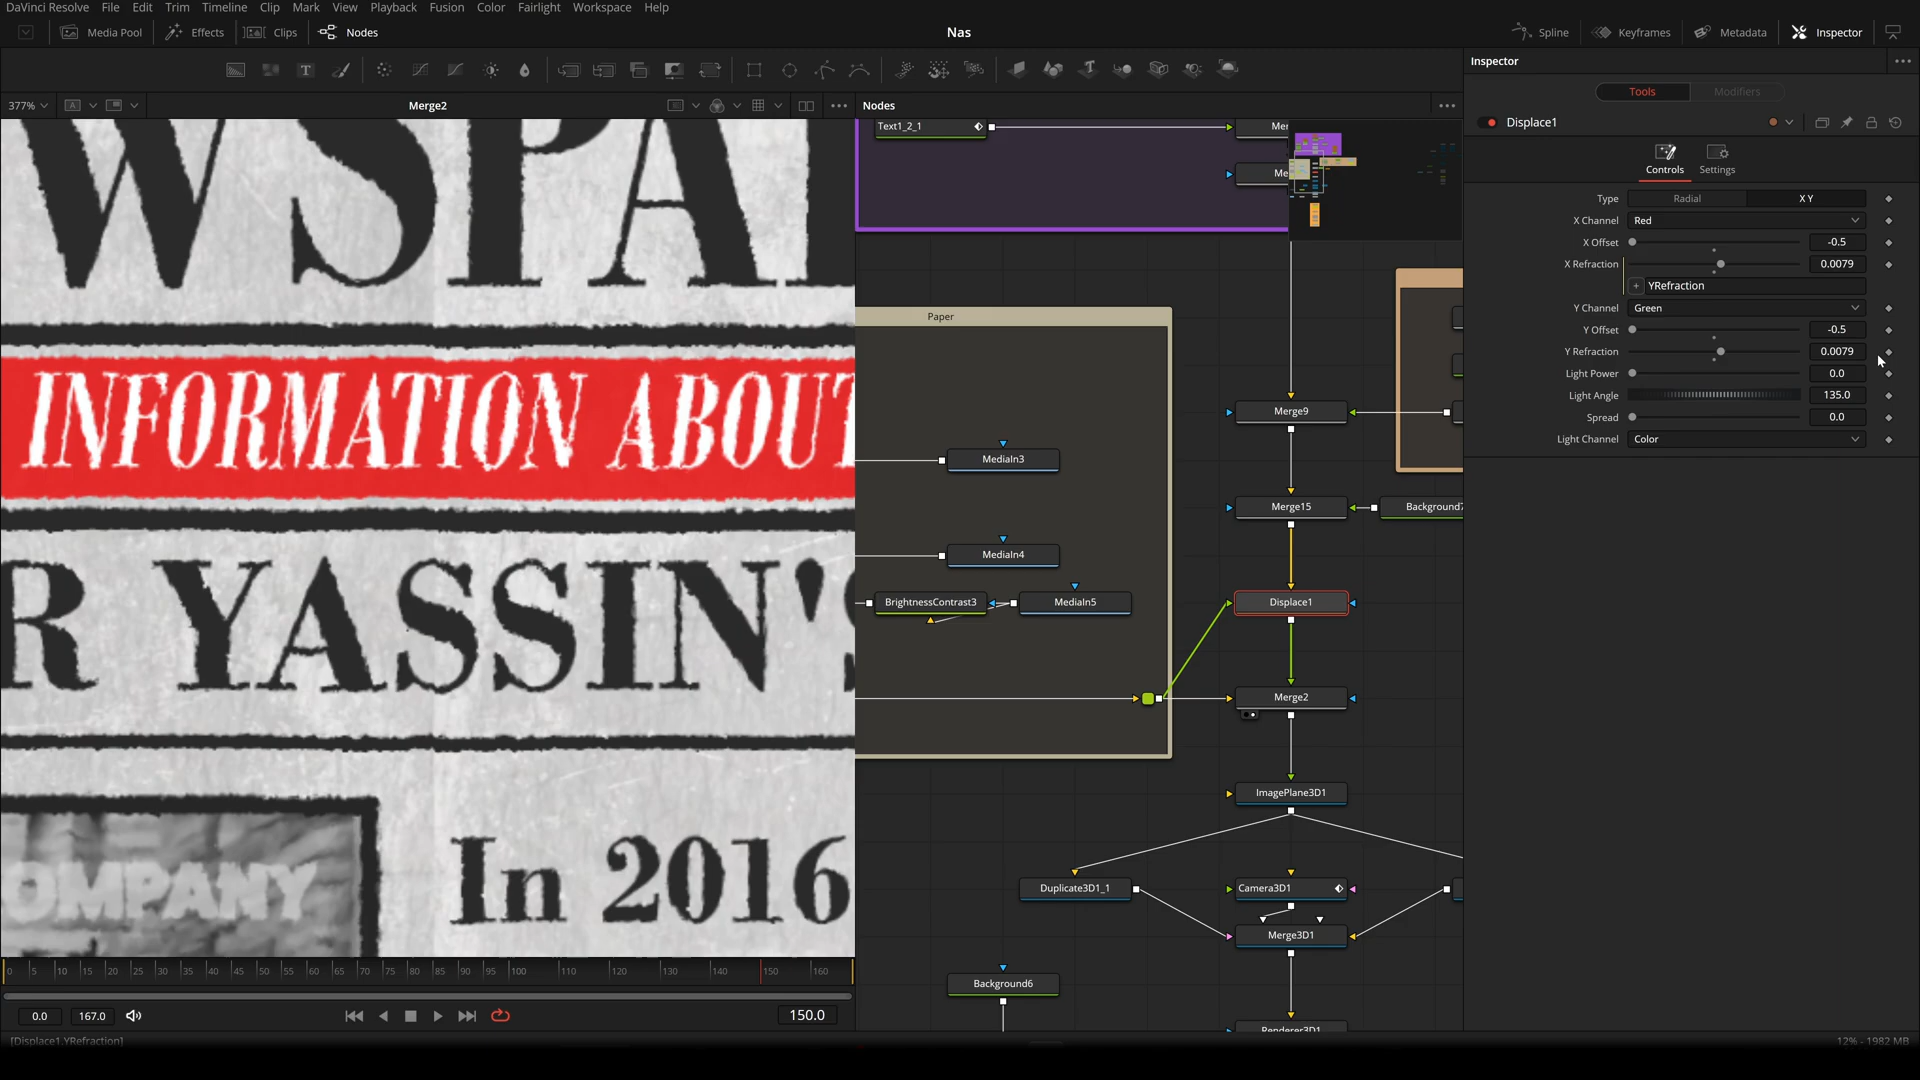 DaVinci Resolve File Edit Trim Timeline Clip Mark View Playback Fusion Color Fairlight Workspace Help
Media Pool Effects Clips Nodes Nas Spline Keyframes Metadata Inspector
Inspector
377% A Merge2 Nodes
Tools Modifiers
Displace1
Controls Settings
Type Radial X Y
X Channel Red
X Offset -0.5
X Refraction 0.0079
+ YRefraction
Y Channel Green
Y Offset -0.5
Y Refraction 0.0079
Light Power 0.0
Light Angle 135.0
Spread 0.0
Light Channel Color
WSPA
INFORMATION ABOUT
R YASSIN'S
In 2016
OMPANY
Text1_2_1 Mer
Me
Paper
Merge9
MediaIn3
Merge15 Background7
MediaIn4
BrightnessContrast3 MediaIn5 Displace1
Merge2
ImagePlane3D1
Duplicate3D1_1 Camera3D1
Merge3D1
Background6
Renderer3D1
0 5 10 15 20 25 30 35 40 45 50 55 60 65 70 75 80 85 90 95 100 110 120 130 140 150 160
0.0 167.0 150.0
[Displace1.YRefraction] 12% - 1982 MB